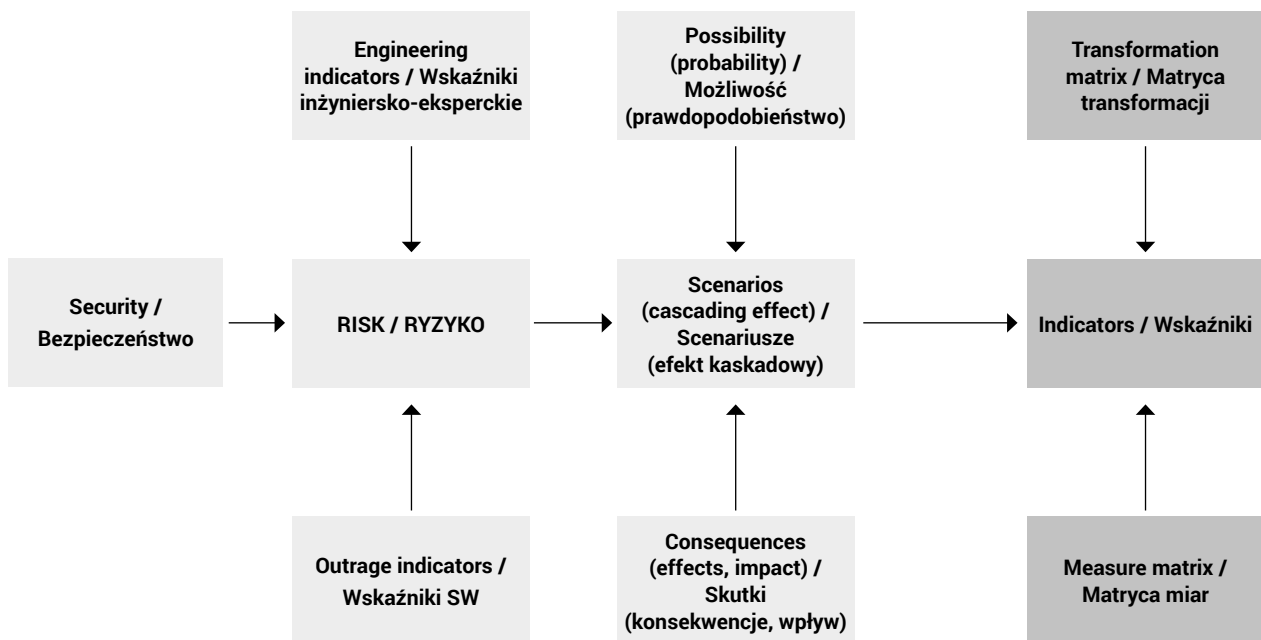 Engineering
indicators / Wskaźniki
inżyniersko-eksperckie
Possibility
(probability) /
Możliwość
(prawdopodobieństwo)
Transformation
matrix / Matryca
transformacji
Security /
Bezpieczeństwo
RISK / RYZYKO
Scenarios
(cascading effect) /
Scenariusze
(efekt kaskadowy)
Indicators / Wskaźniki
Outrage indicators /
Wskaźniki SW
Consequences
(effects, impact) /
Skutki
(konsekwencje, wpływ)
Measure matrix /
Matryca miar